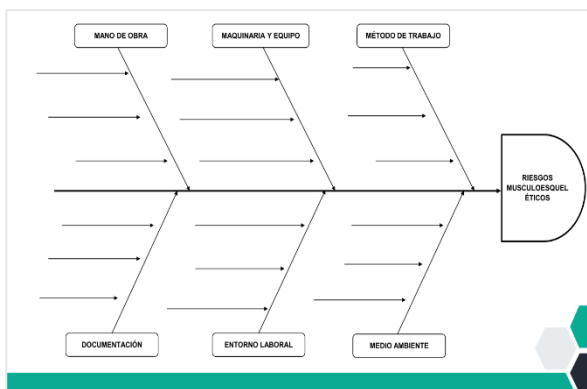 MANO DE OBRA
MAQUINARIA Y EQUIPO
MÉTODO DE TRABAJO
RIESGOS
MUSCULOESQUEL
ÉTICOS
DOCUMENTACIÓN
ENTORNO LABORAL
MEDIO AMBIENTE